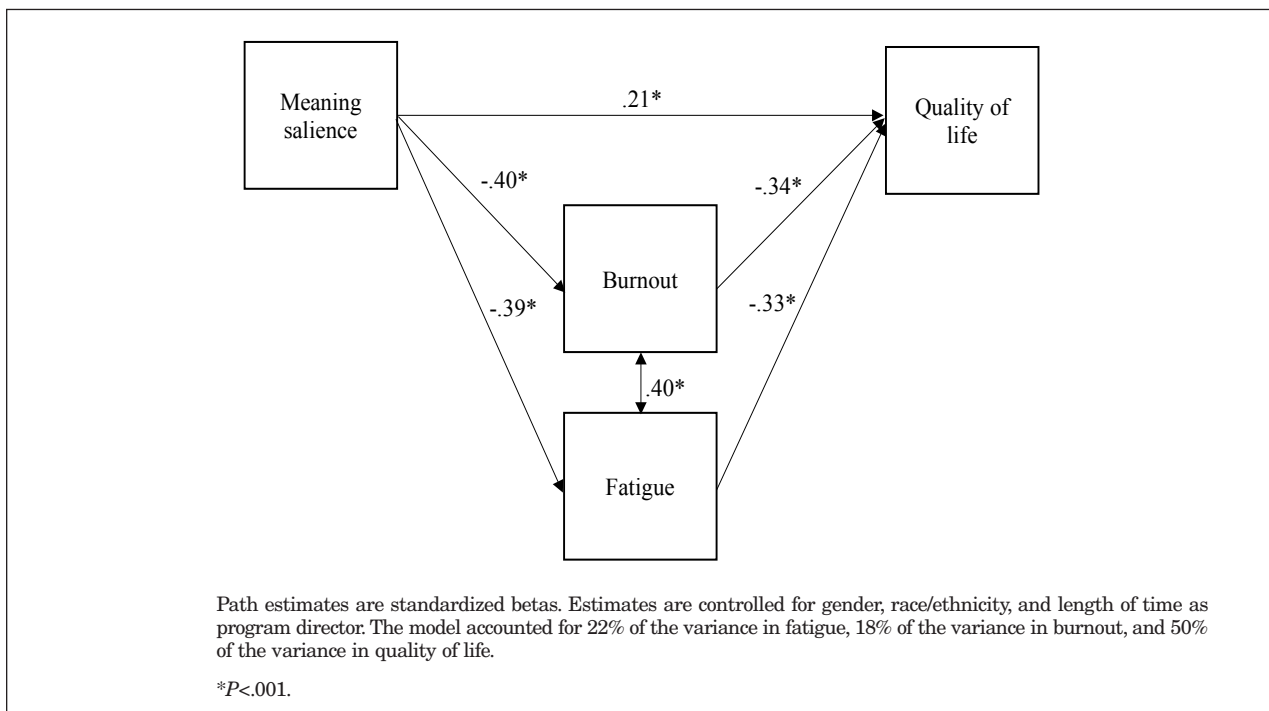 Meaning
salience
.21*
Quality of
life
-.40*
-.34*
Burnout
-.39*
-.33*
.40*
Fatigue
Path estimates are standardized betas. Estimates are controlled for gender, race/ethnicity, and length of time as
program director. The model accounted for 22% of the variance in fatigue, 18% of the variance in burnout, and 50%
of the variance in quality of life.
*P<.001.